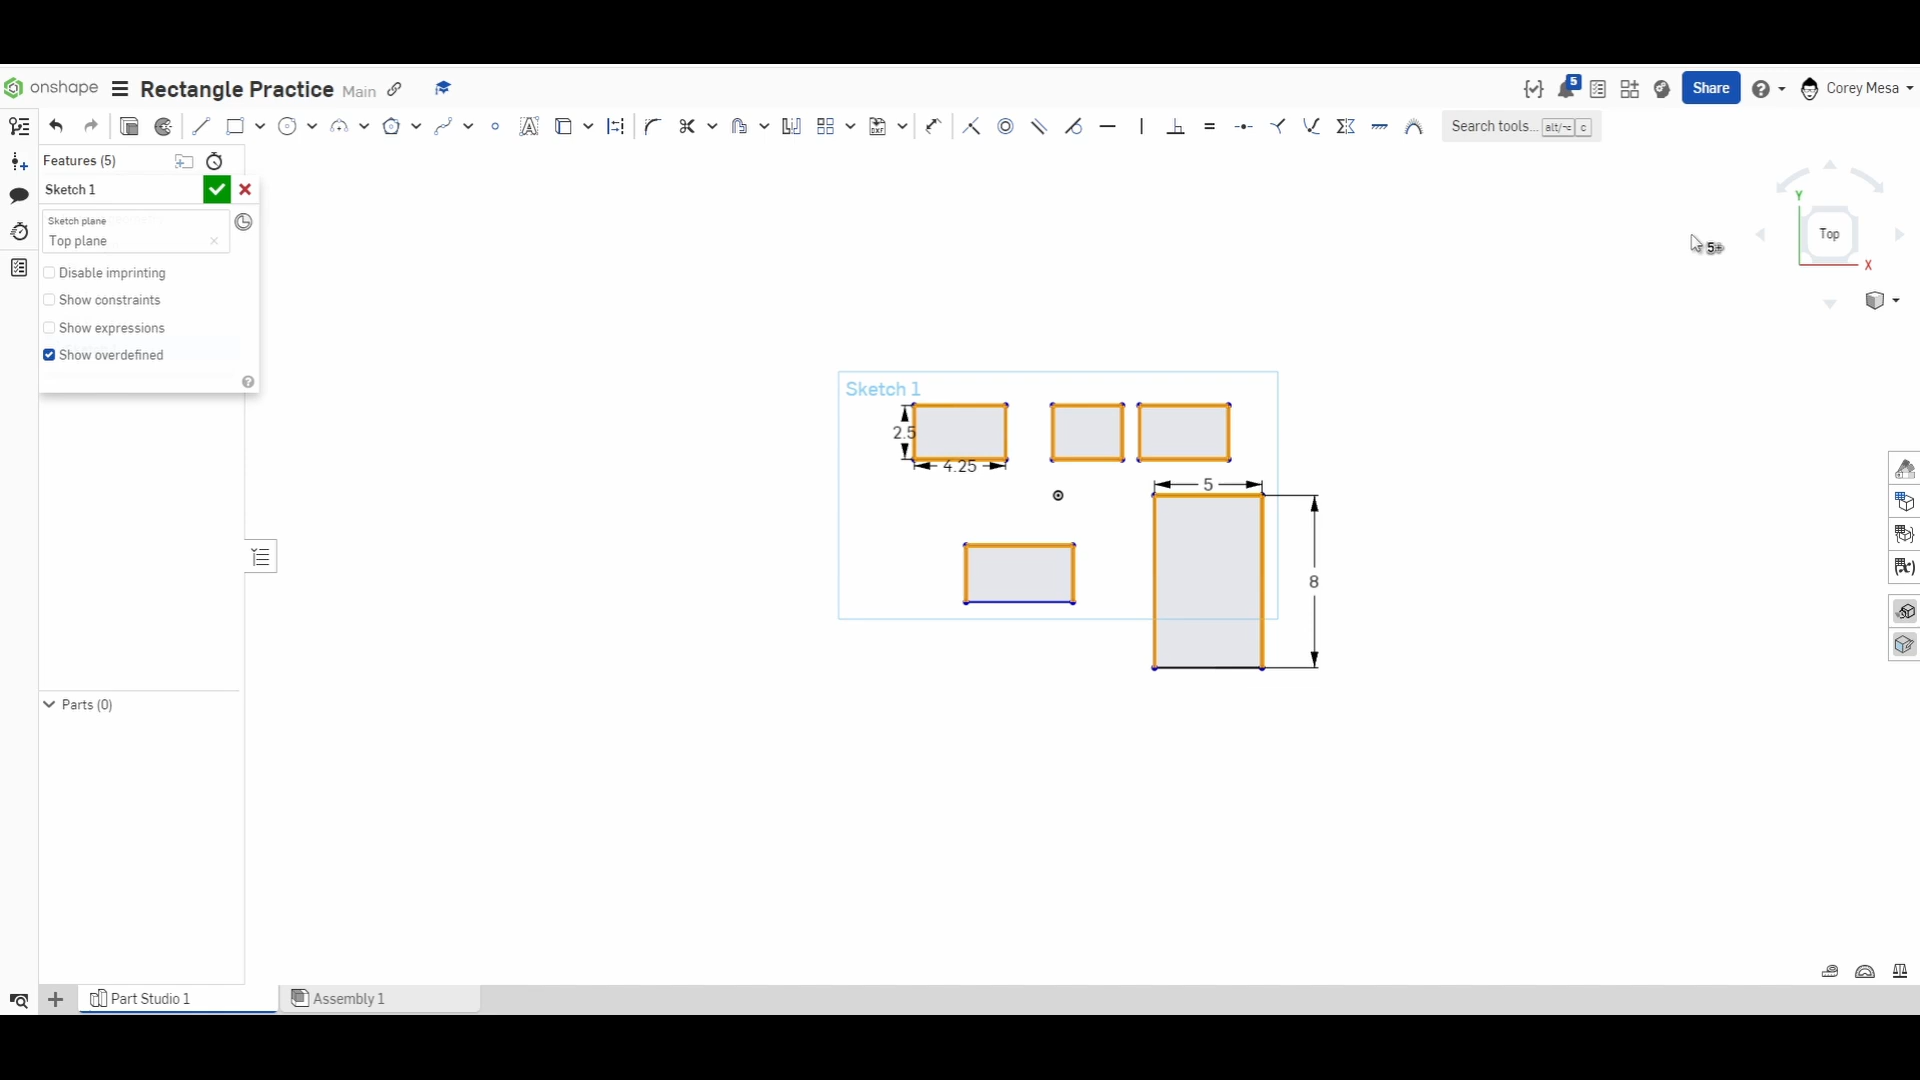 onshape Rectangle Practice Main 5 Share Corey Mesa
Search tools... alt/⌥ c
Features (5)
Sketch 1
Sketch plane
Top plane
Disable imprinting
Show constraints
Show expressions
Show overdefined
Y
Top
X
5+
Sketch 1
2.5
4.25
5
8
Parts (0)
Part Studio 1 Assembly 1